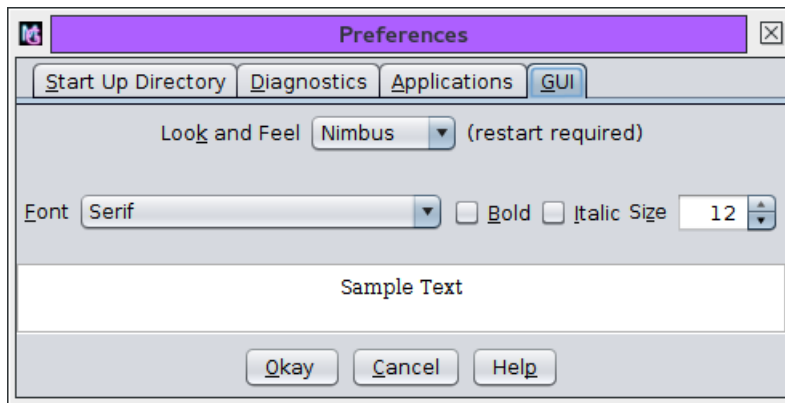 Preferences
Start Up Directory Diagnostics Applications GUI
Look and Feel Nimbus (restart required)
Font Serif Bold Italic Size 12
Sample Text
Okay Cancel Help